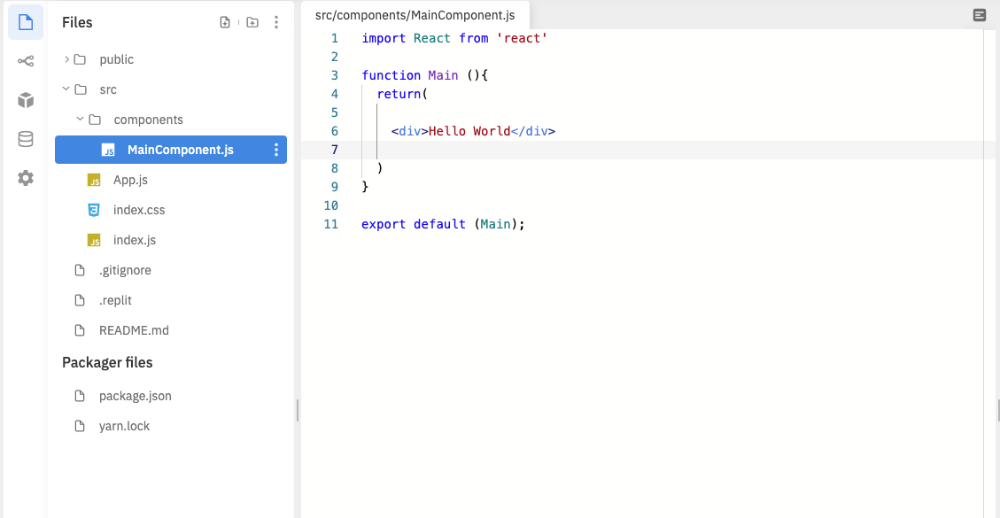 Files
public
src
components
JS MainComponent.js
JS App.js
3 index.css
JS index.js
.gitignore
.replit
README.md
Packager files
package.json
yarn.lock
src/components/MainComponent.js
1 import React from 'react'
2
3 function Main (){
4 return(
5
6 <div>Hello World</div>
7
8 )
9 }
10
11 export default (Main);